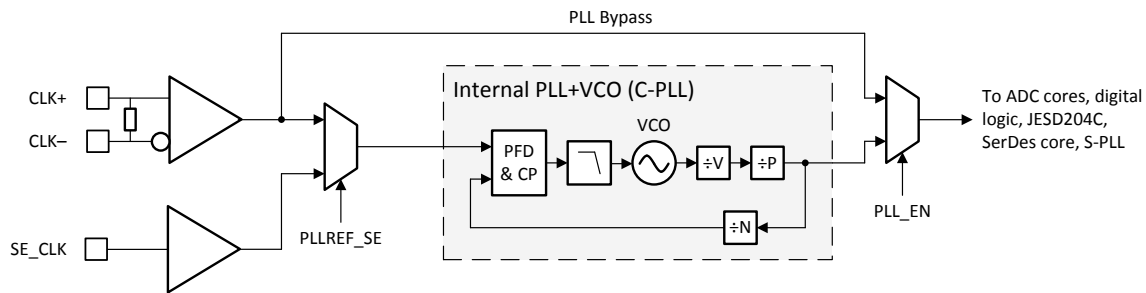 PLL Bypass
Internal PLL+VCO (C-PLL)
CLK+
CLK–
VCO
PFD
& CP
÷V
÷P
÷N
To ADC cores, digital
logic, JESD204C,
SerDes core, S-PLL
PLL_EN
SE_CLK
PLLREF_SE